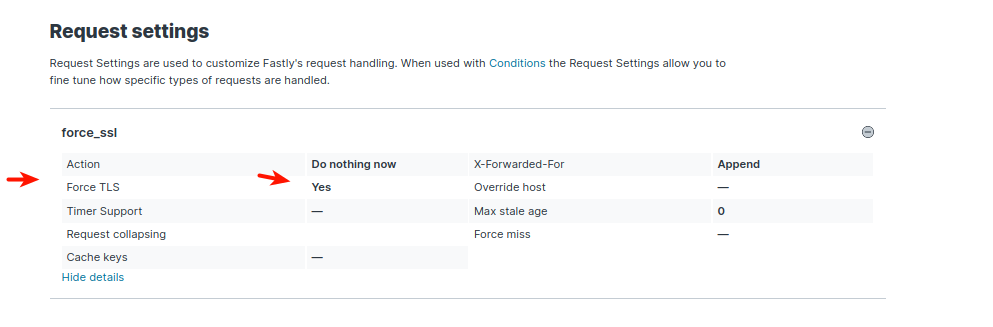 Request settings
Request Settings are used to customize Fastly's request handling. When used with Conditions the Request Settings allow you to
fine tune how specific types of requests are handled.
force_ssl
Action Do nothing now X-Forwarded-For Append
Force TLS Yes Override host —
Timer Support — Max stale age 0
Request collapsing Force miss —
Cache keys —
Hide details